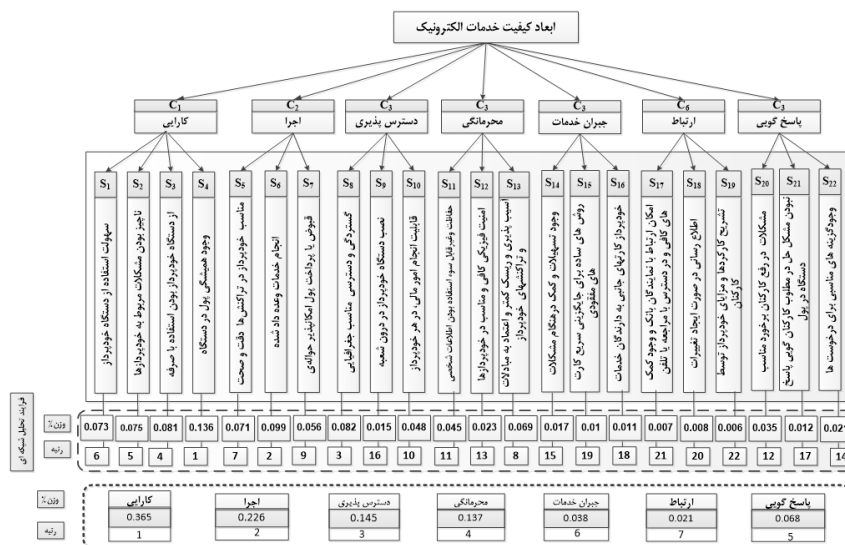 ابعاد کیفیت خدمات الکترونیک
C₁
کارایی
C₂
اجرا
C₃
دسترس پذیری
C₃
محرمانگی
C₃
جبران خدمات
C₆
ارتباط
C₃
پاسخ گویی
S₁
سهولت استفاده از دستگاه خودپرداز
S₂
ناچیز بودن مشکلات مربوط به خودپردازها
S₃
از دستگاه خودپرداز بودن استفاده با صرفه
S₄
وجود همیشگی پول در دستگاه
S₅
مناسب خودپرداز در تراکنش‌ها دقت و صحت
S₆
انجام خدمات وعده داد شده
S₇
قبوض یا پرداخت پول امکانپذیر حواله‌ی
S₈
گستردگی و دسترسی مناسب جغرافیایی
S₉
نصب دستگاه خودپرداز در درون شعبه
S₁₀
قابلیت انجام امور مالی، در هر خودپرداز
S₁₁
حفاظت وغیرقابل سوء استفاده بودن اطلاعات شخصی
S₁₂
امنیت فیزیکی کافی و مناسب در خودپردازها
S₁₃
آسیب پذیری و ریسک کمتر و اعتماد به مبادلات
و تراکنشهای خودپرداز
S₁₄
وجود تسهیلات و کمک درهنگام مشکلات
S₁₅
روش های ساده برای جایگزینی سریع کارت
های مفقودی
S₁₆
خودپرداز کارتهای جانبی به دارندگان خدمات
S₁₇
امکان ارتباط با نمایندگان بانک و وجود کمک
های کافی و در دسترس با مراجعه یا تلفن
S₁₈
اطلاع رسانی در صورت ایجاد تغییرات
S₁₉
تشریح کارکردها و مزایای خودپرداز توسط
کارکنان
S₂₀
مشکلات در رفع کارکنان برخورد مناسب
S₂₁
نبودن مشکل حل در مطلوب کارکنان گویی پاسخ
دستگاه در پول
S₂₂
وجودگزینه های مناسبی برای درخوست ها
فرایند تحلیل شبکه ای
وزن%
0.073 0.075 0.081 0.136 0.071 0.099 0.056 0.082 0.015 0.048 0.045 0.023 0.069 0.017 0.01 0.011 0.007 0.008 0.006 0.035 0.012 0.021
رتبه
6 5 4 1 7 2 9 3 16 10 11 13 8 15 19 18 21 20 22 12 17 14
کارایی اجرا دسترس پذیری محرمانگی جبران خدمات ارتباط پاسخ گویی
وزن%
0.365 0.226 0.145 0.137 0.038 0.021 0.068
رتبه
1 2 3 4 6 7 5